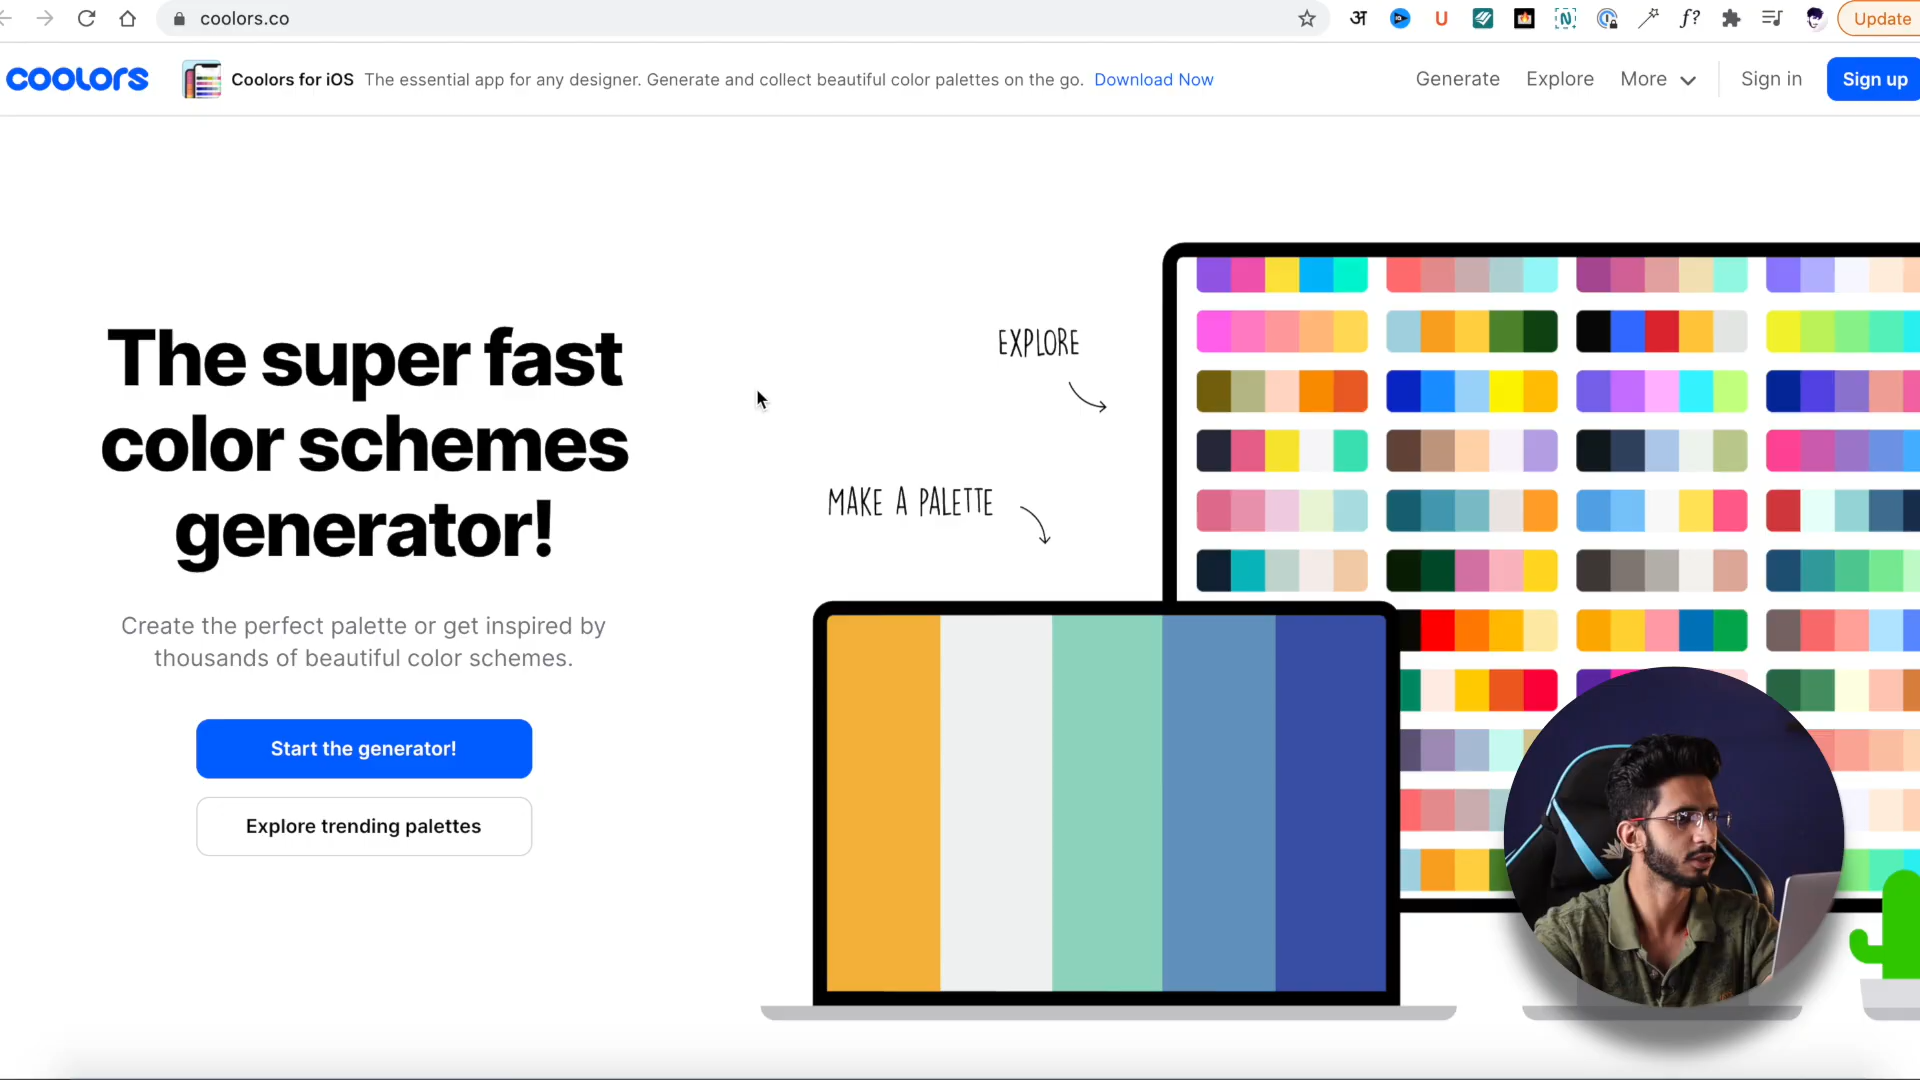 coolors.co
अ
U
N
f?
Update
coolors
Coolors for iOS The essential app for any designer. Generate and collect beautiful color palettes on the go. Download Now
Generate
Explore
More
Sign in
Sign up
The super fast
color schemes
generator!
Create the perfect palette or get inspired by
thousands of beautiful color schemes.
Start the generator!
Explore trending palettes
EXPLORE
MAKE A PALETTE